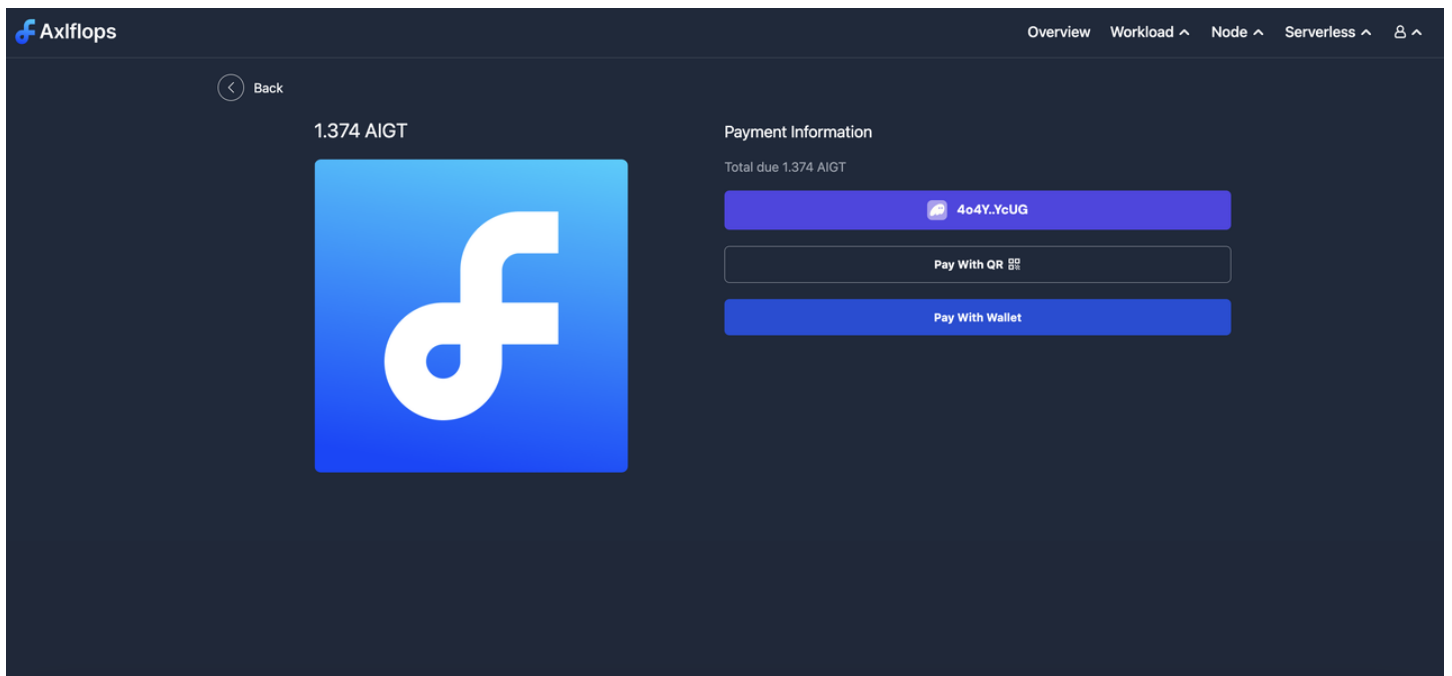 Axlflops
Overview Workload Node Serverless
Back
1.374 AIGT
Payment Information
Total due 1.374 AIGT
4o4Y..YcUG
Pay With QR
Pay With Wallet